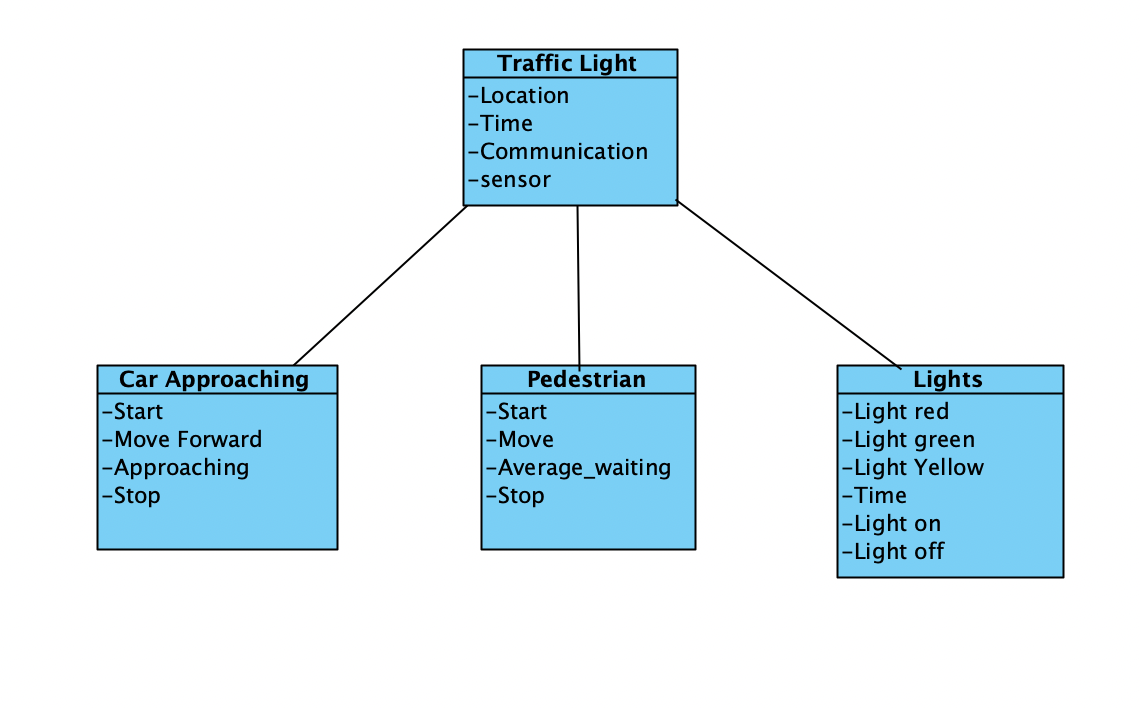 Traffic Light
-Location
-Time
-Communication
-sensor
Car Approaching
-Start
-Move Forward
-Approaching
-Stop
Pedestrian
-Start
-Move
-Average_waiting
-Stop
Lights
-Light red
-Light green
-Light Yellow
-Time
-Light on
-Light off